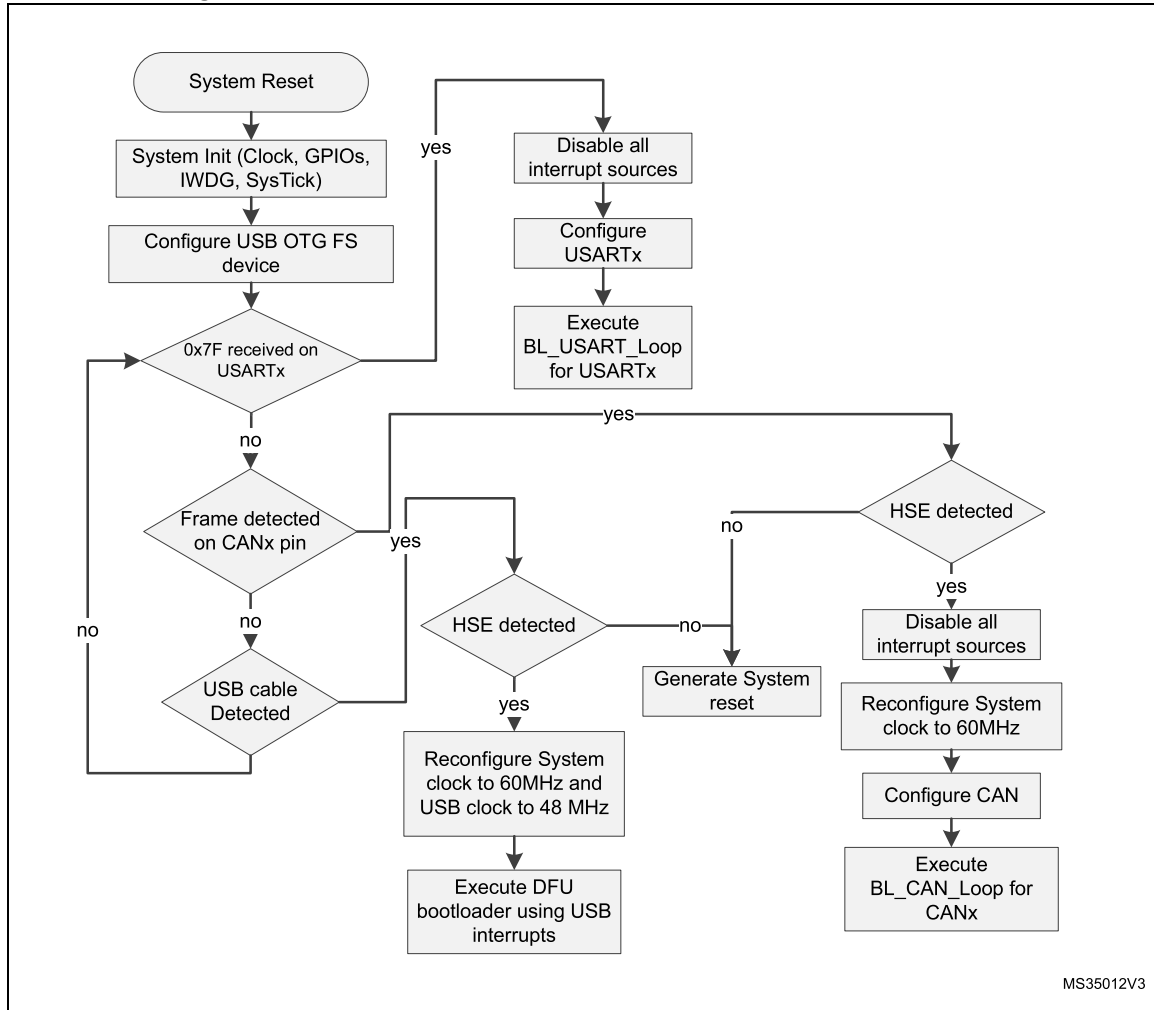 System Reset
System Init (Clock, GPIOs,
IWDG, SysTick)
Configure USB OTG FS
device
0x7F received on
USARTx
yes
Disable all
interrupt sources
Configure
USARTx
Execute
BL_USART_Loop
for USARTx
no
Frame detected
on CANx pin
yes
HSE detected
no
yes
Disable all
interrupt sources
Reconfigure System
clock to 60MHz
Configure CAN
Execute
BL_CAN_Loop for
CANx
no
USB cable
Detected
no
yes
HSE detected
no
Generate System
reset
yes
Reconfigure System
clock to 60MHz and
USB clock to 48 MHz
Execute DFU
bootloader using USB
interrupts
MS35012V3